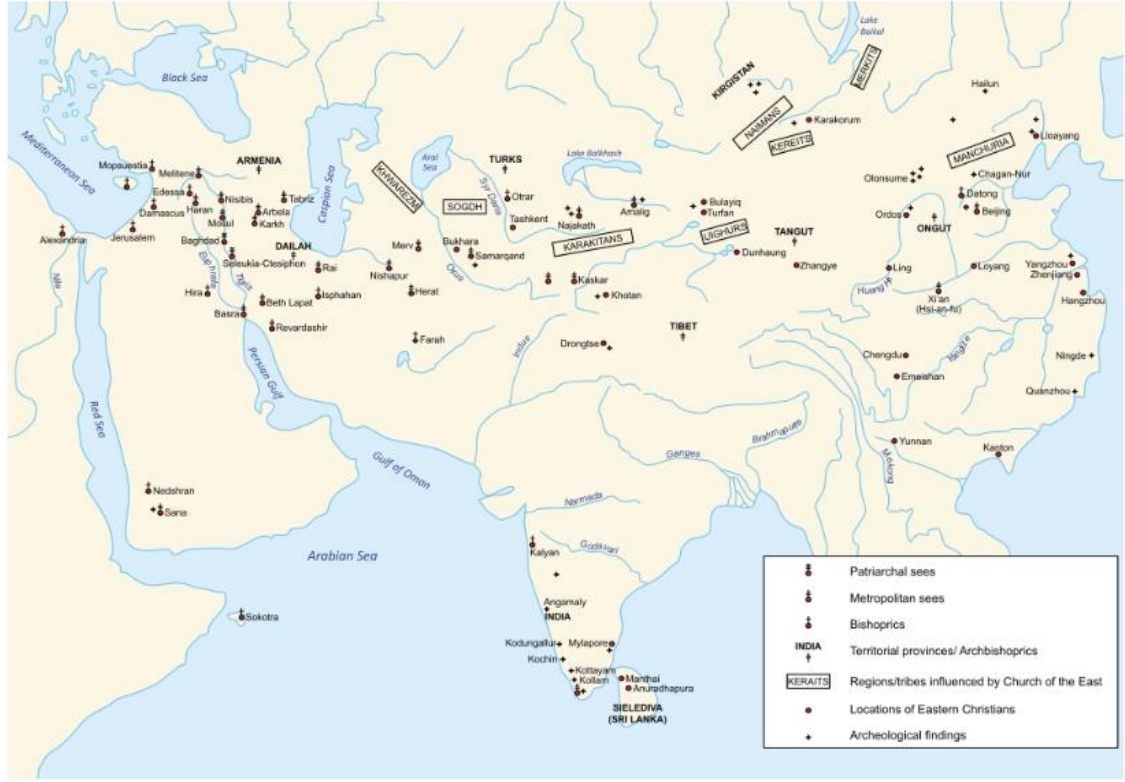 Lake
Baikal
Black Sea
MERKITS
KIRGISTAN
Hailun
NAIMANS
Karakorum
KEREITS
Lioayang
MANCHURIA
Mediterranean Sea
Mopsuestia
Melitene
ARMENIA
Caspian Sea
Aral
Sea
KHWAREZM
TURKS
Lake Balkhash
Syr Daria
Chagan-Nur
Olonsume
Edessa
Haran
Nisibis
Tabriz
SOGDH
Otrar
Amalig
Bulayiq
Turfan
Datong
Beijing
Damascus
Mosul
Arbela
Karkh
Tashkent
Najakath
Ordos
ONGUT
Alexandria
Jerusalem
Baghdad
DAILAH
Merv
Bukhara
Samarqand
KARAKITANS
UIGHURS
TANGUT
Dunhaung
Seleukia-Ctesiphon
Rai
Nishapur
Oxus
Zhangye
Ling
Loyang
Yangzhou
Zhenjiang
Nile
Euphrate
Tigris
Kaskar
Hira
Beth Lapat
Isphahan
Herat
Khotan
Huang H
Xi'an
(Hsi-an-fu)
Hangzhou
Basra
Revardashir
Farah
Indue
Drongtse
TIBET
Persian Gulf
Chengdu
Yangtze
Ningde
Emeishan
Quanzhou
Red Sea
Gulf of Oman
Brahmaputra
Ganges
Yunnan
Mekong
Kanton
Nedshran
Sana
Narmada
Arabian Sea
Kalyan
Godavari
Angamaly
INDIA
Sokotra
Kodungallur
Mylapore
Kochin
Kottayam
Kollam
Manthai
Anuradhapura
SIELEDIVA
(SRI LANKA)
Patriarchal sees
Metropolitan sees
Bishoprics
INDIA
Territorial provinces/ Archbishoprics
KERAITS
Regions/tribes influenced by Church of the East
Locations of Eastern Christians
Archeological findings